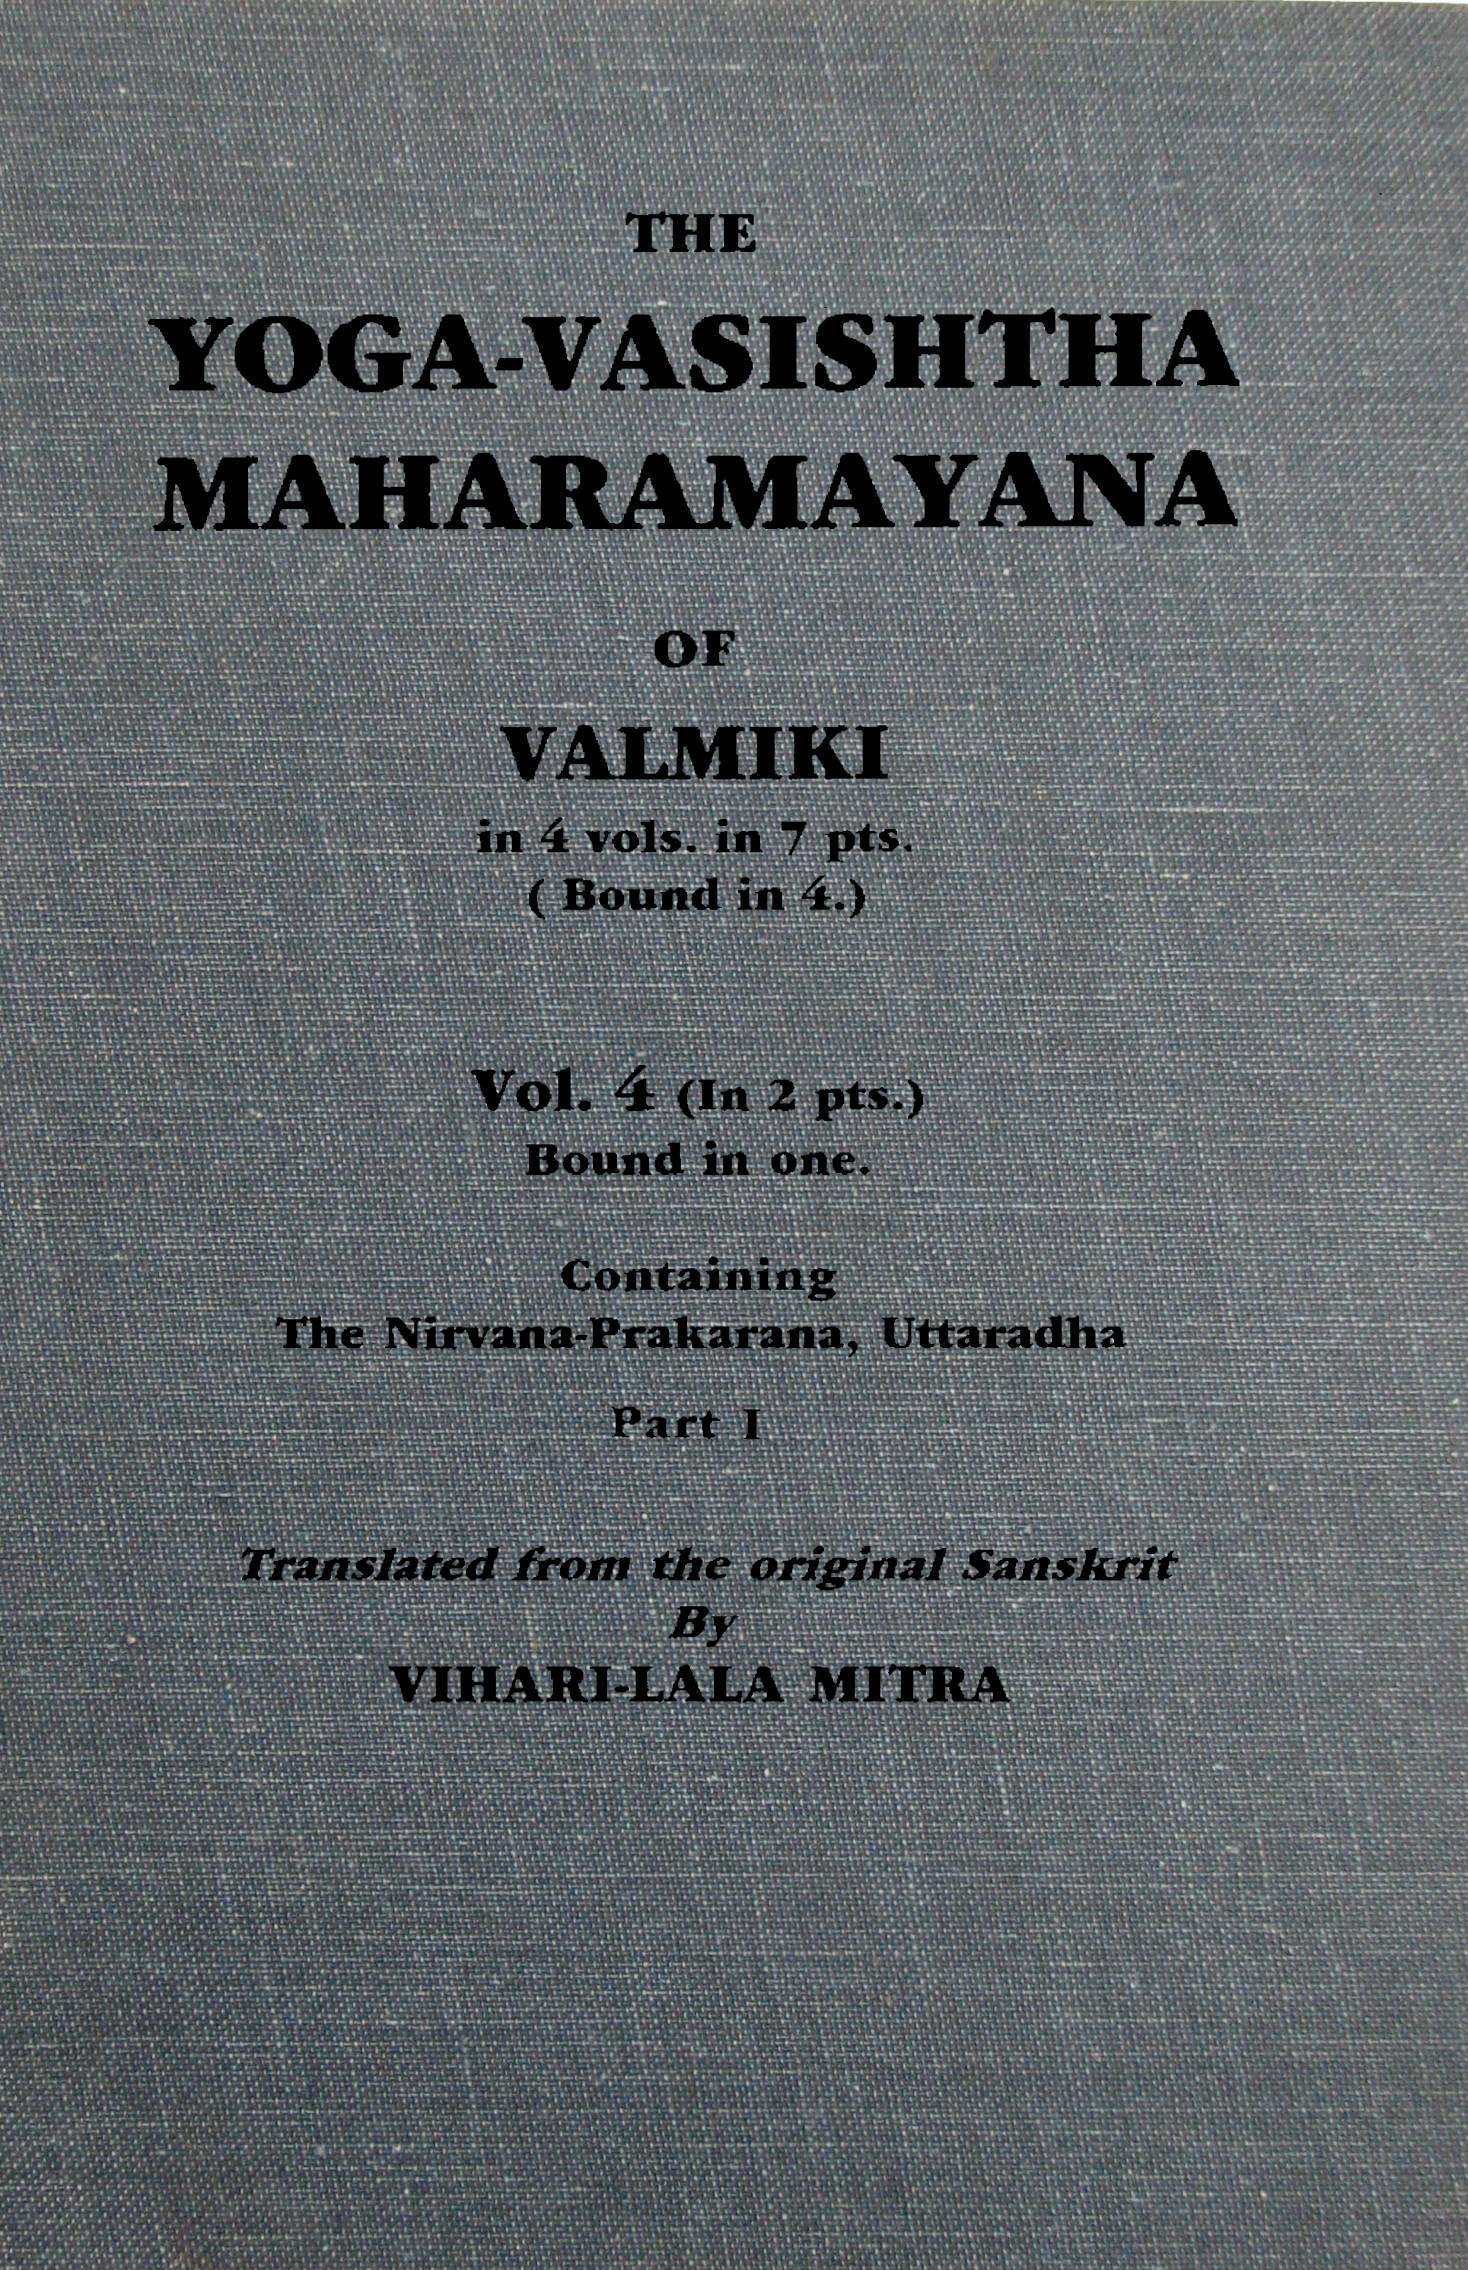 THE
YOGA-VASISHTHA
MAHARAMAYANA
OF
VALMIKI
in 4 vols. in 7 pts.
( Bound in 4.)
Vol. 4 (In 2 pts.)
Bound in one.
Containing
The Nirvana-Prakarana, Uttaradha
Part I
Translated from the original Sanskrit
By
VIHARI-LALA MITRA